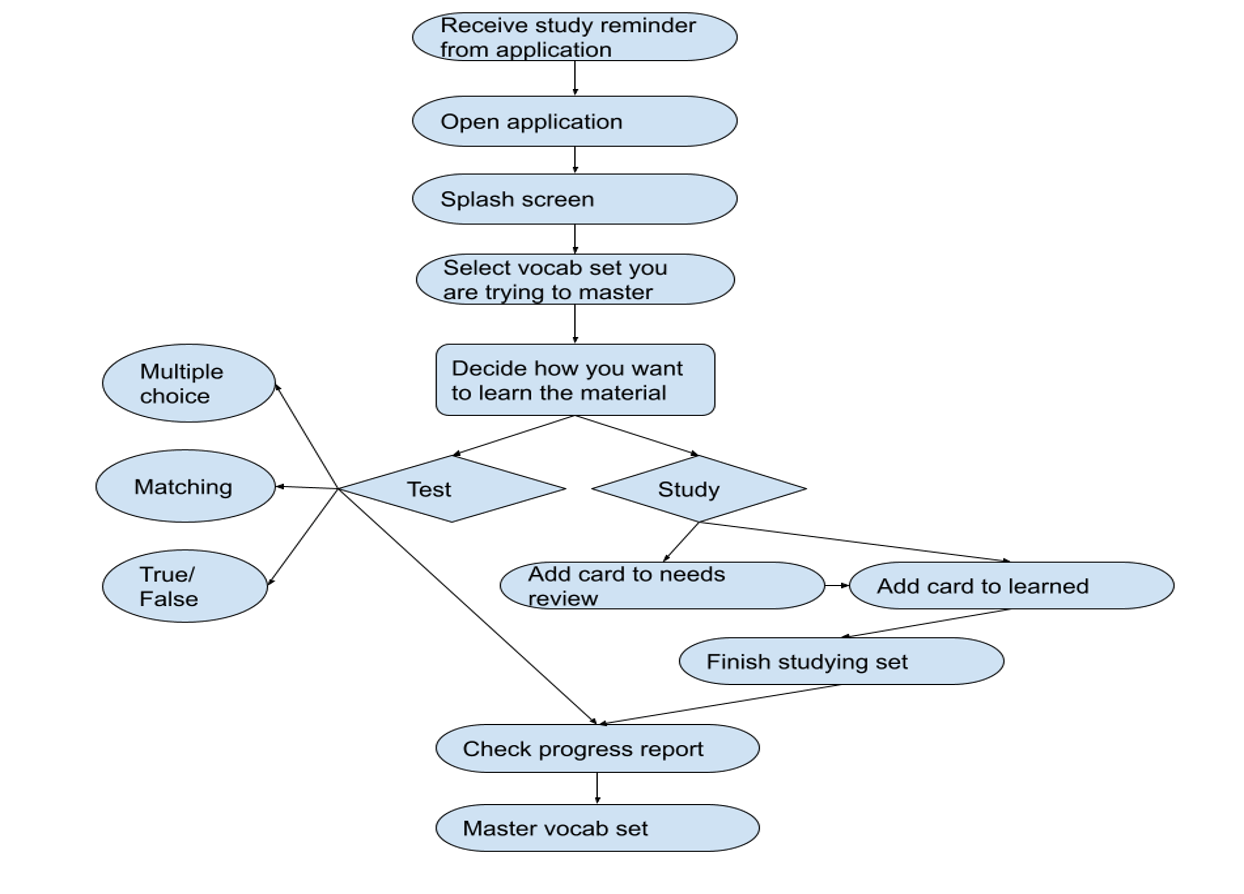 Receive study reminder
from application
Open application
Splash screen
Select vocab set you
are trying to master
Decide how you want
to learn the material
Multiple
choice
Matching
True/
False
Test
Study
Add card to needs
review
Add card to learned
Finish studying set
Check progress report
Master vocab set